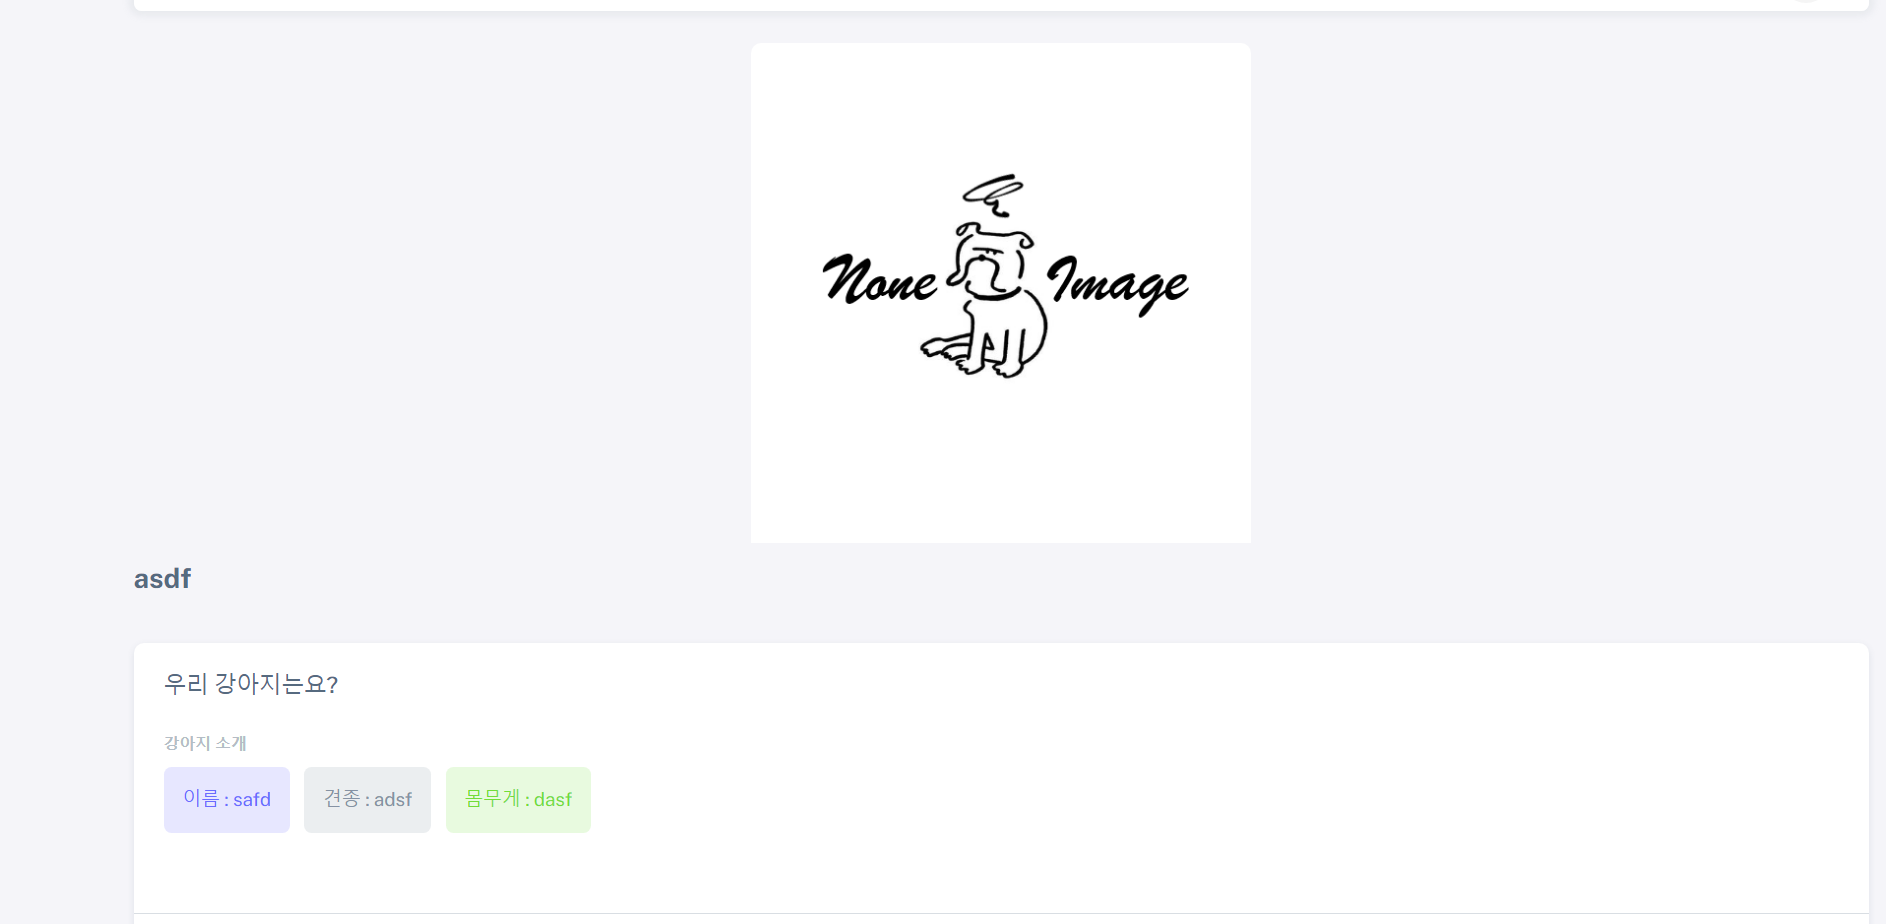 None Image
asdf
우리 강아지는요?
강아지 소개
이름 : safd 견종 : adsf 몸무게 : dasf